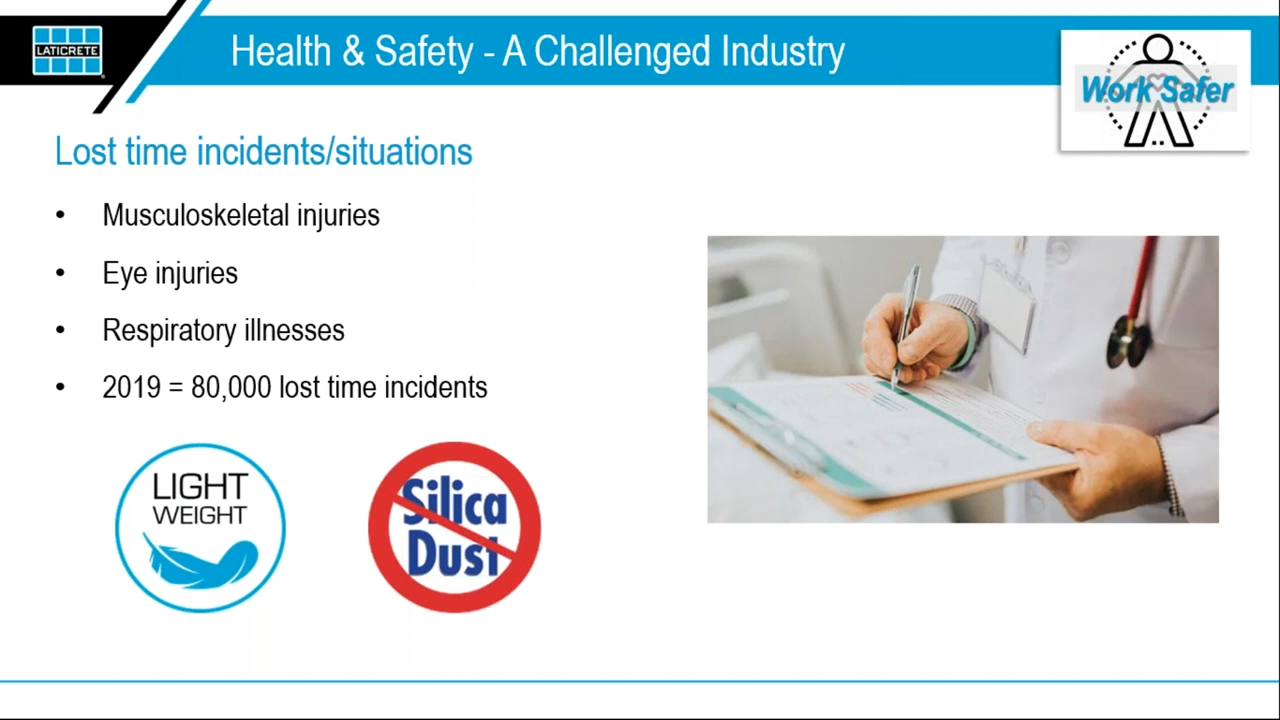 LATICRETE
Health & Safety - A Challenged Industry
Work Safer
Lost time incidents/situations
• Musculoskeletal injuries
• Eye injuries
• Respiratory illnesses
• 2019 = 80,000 lost time incidents
LIGHT
WEIGHT
Silica
Dust